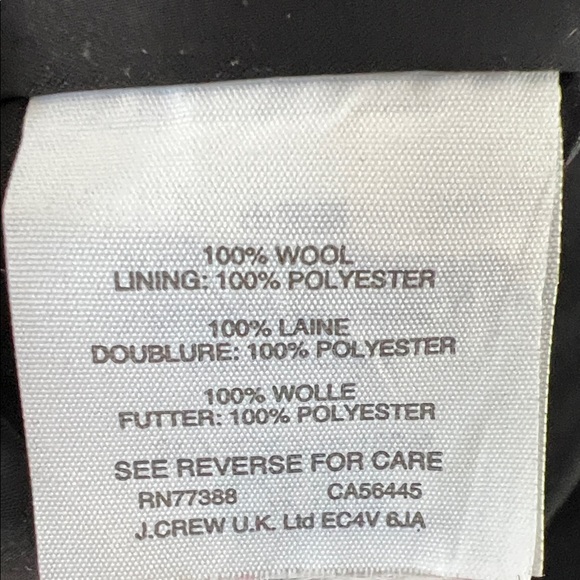 100% WOOL
LINING: 100% POLYESTER
100% LAINE
DOUBLURE: 100% POLYESTER
100% WOLLE
FUTTER: 100% POLYESTER
SEE REVERSE FOR CARE
RN77388 CA56445
J.CREW U.K. Ltd EC4V 6JA